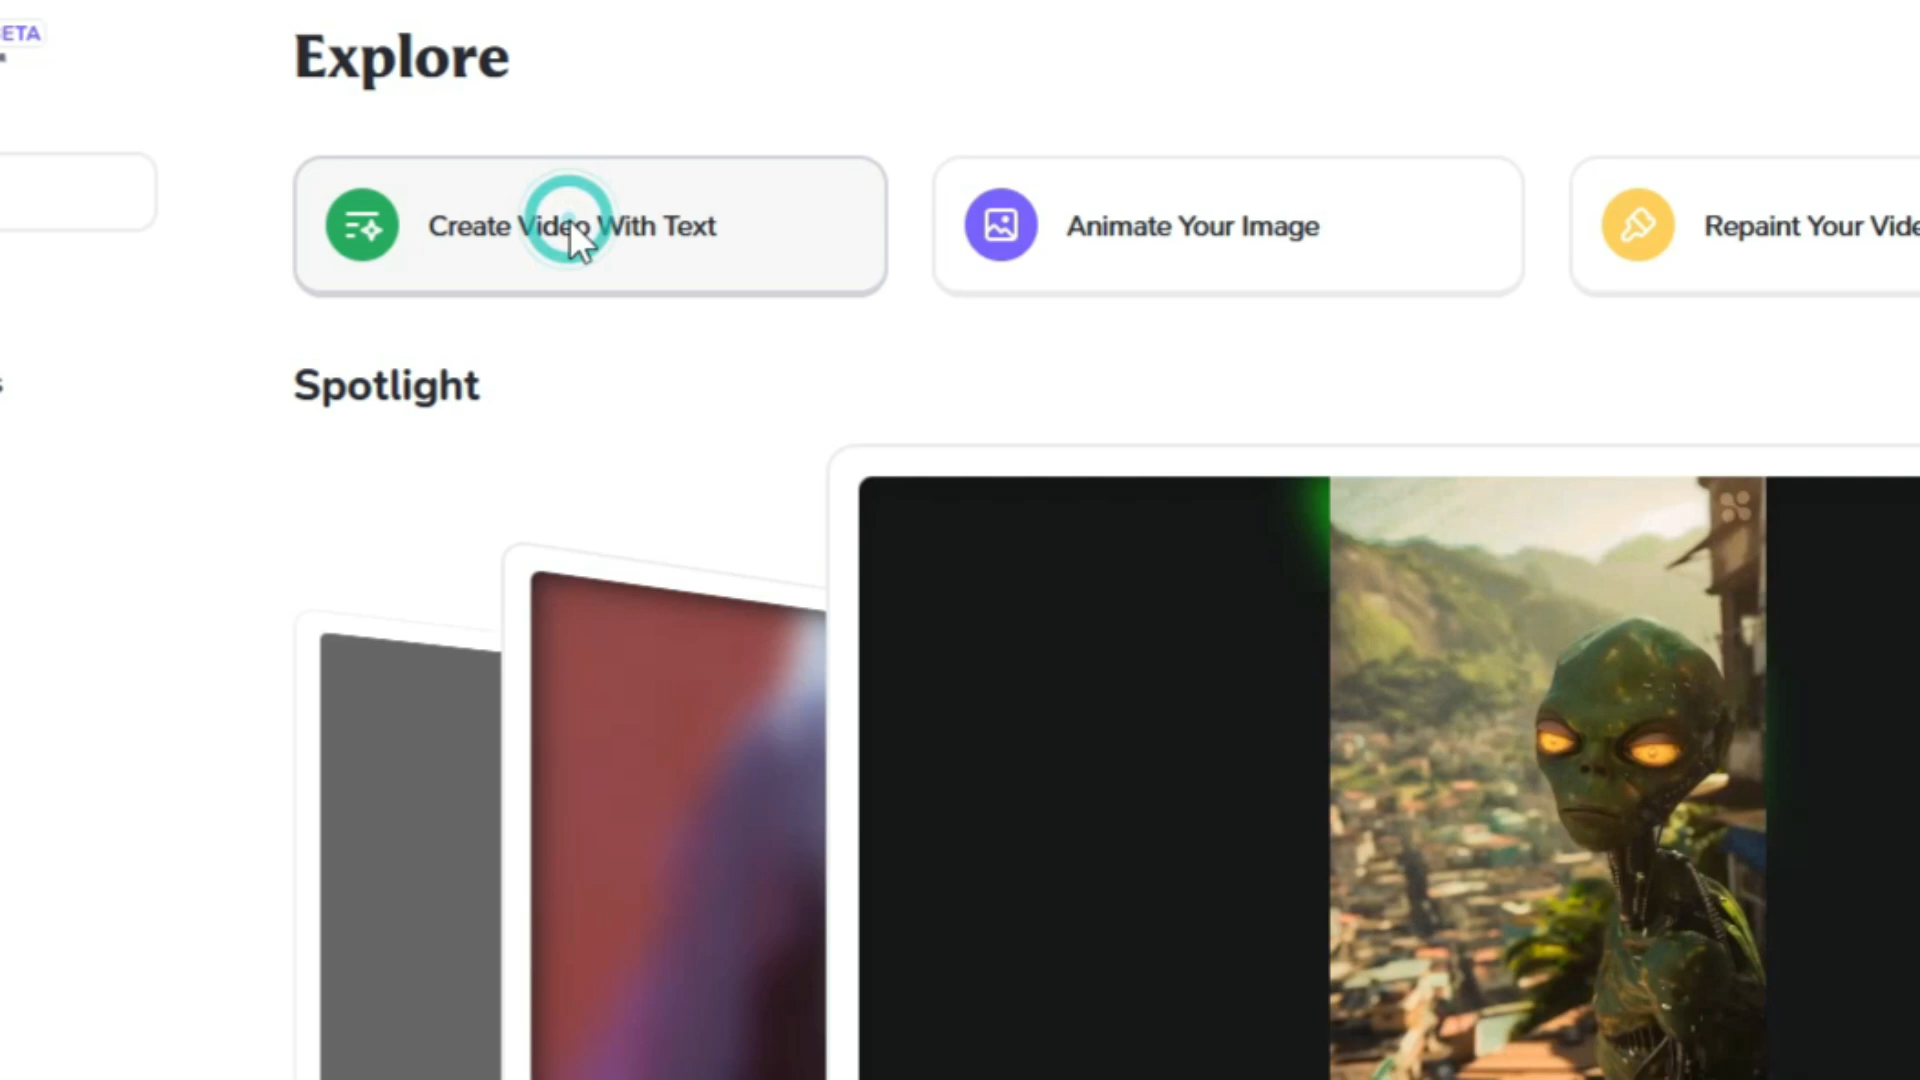 ETA
Explore
Create Video With Text
Animate Your Image
Repaint Your Vide
s
Spotlight